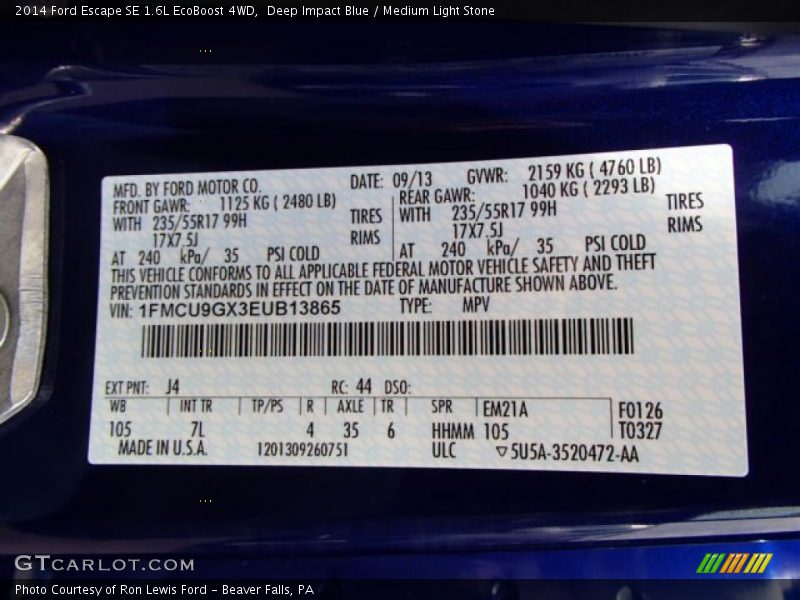 2014 Ford Escape SE 1.6L EcoBoost 4WD,  Deep Impact Blue / Medium Light Stone
MFD. BY FORD MOTOR CO. DATE: 09/13 GVWR: 2159 KG ( 4760 LB)
FRONT GAWR: 1125 KG ( 2480 LB) REAR GAWR: 1040 KG ( 2293 LB)
WITH 235/55R17 99H TIRES WITH 235/55R17 99H TIRES
17X7.5J RIMS 17X7.5J RIMS
AT 240 kPa/ 35 PSI COLD AT 240 kPa/ 35 PSI COLD
THIS VEHICLE CONFORMS TO ALL APPLICABLE FEDERAL MOTOR VEHICLE SAFETY AND THEFT
PREVENTION STANDARDS IN EFFECT ON THE DATE OF MANUFACTURE SHOWN ABOVE.
VIN: 1FMCU9GX3EUB13865 TYPE: MPV
EXT PNT: J4 RC: 44 DSO:
WB INT TR TP/PS R AXLE TR SPR EM21A F0126
105 7L 4 35 6 HHMM 105 T0327
MADE IN U.S.A. 1201309260751 ULC ▽5U5A-3520472-AA
GTCARLOT.COM
Photo Courtesy of Ron Lewis Ford - Beaver Falls, PA